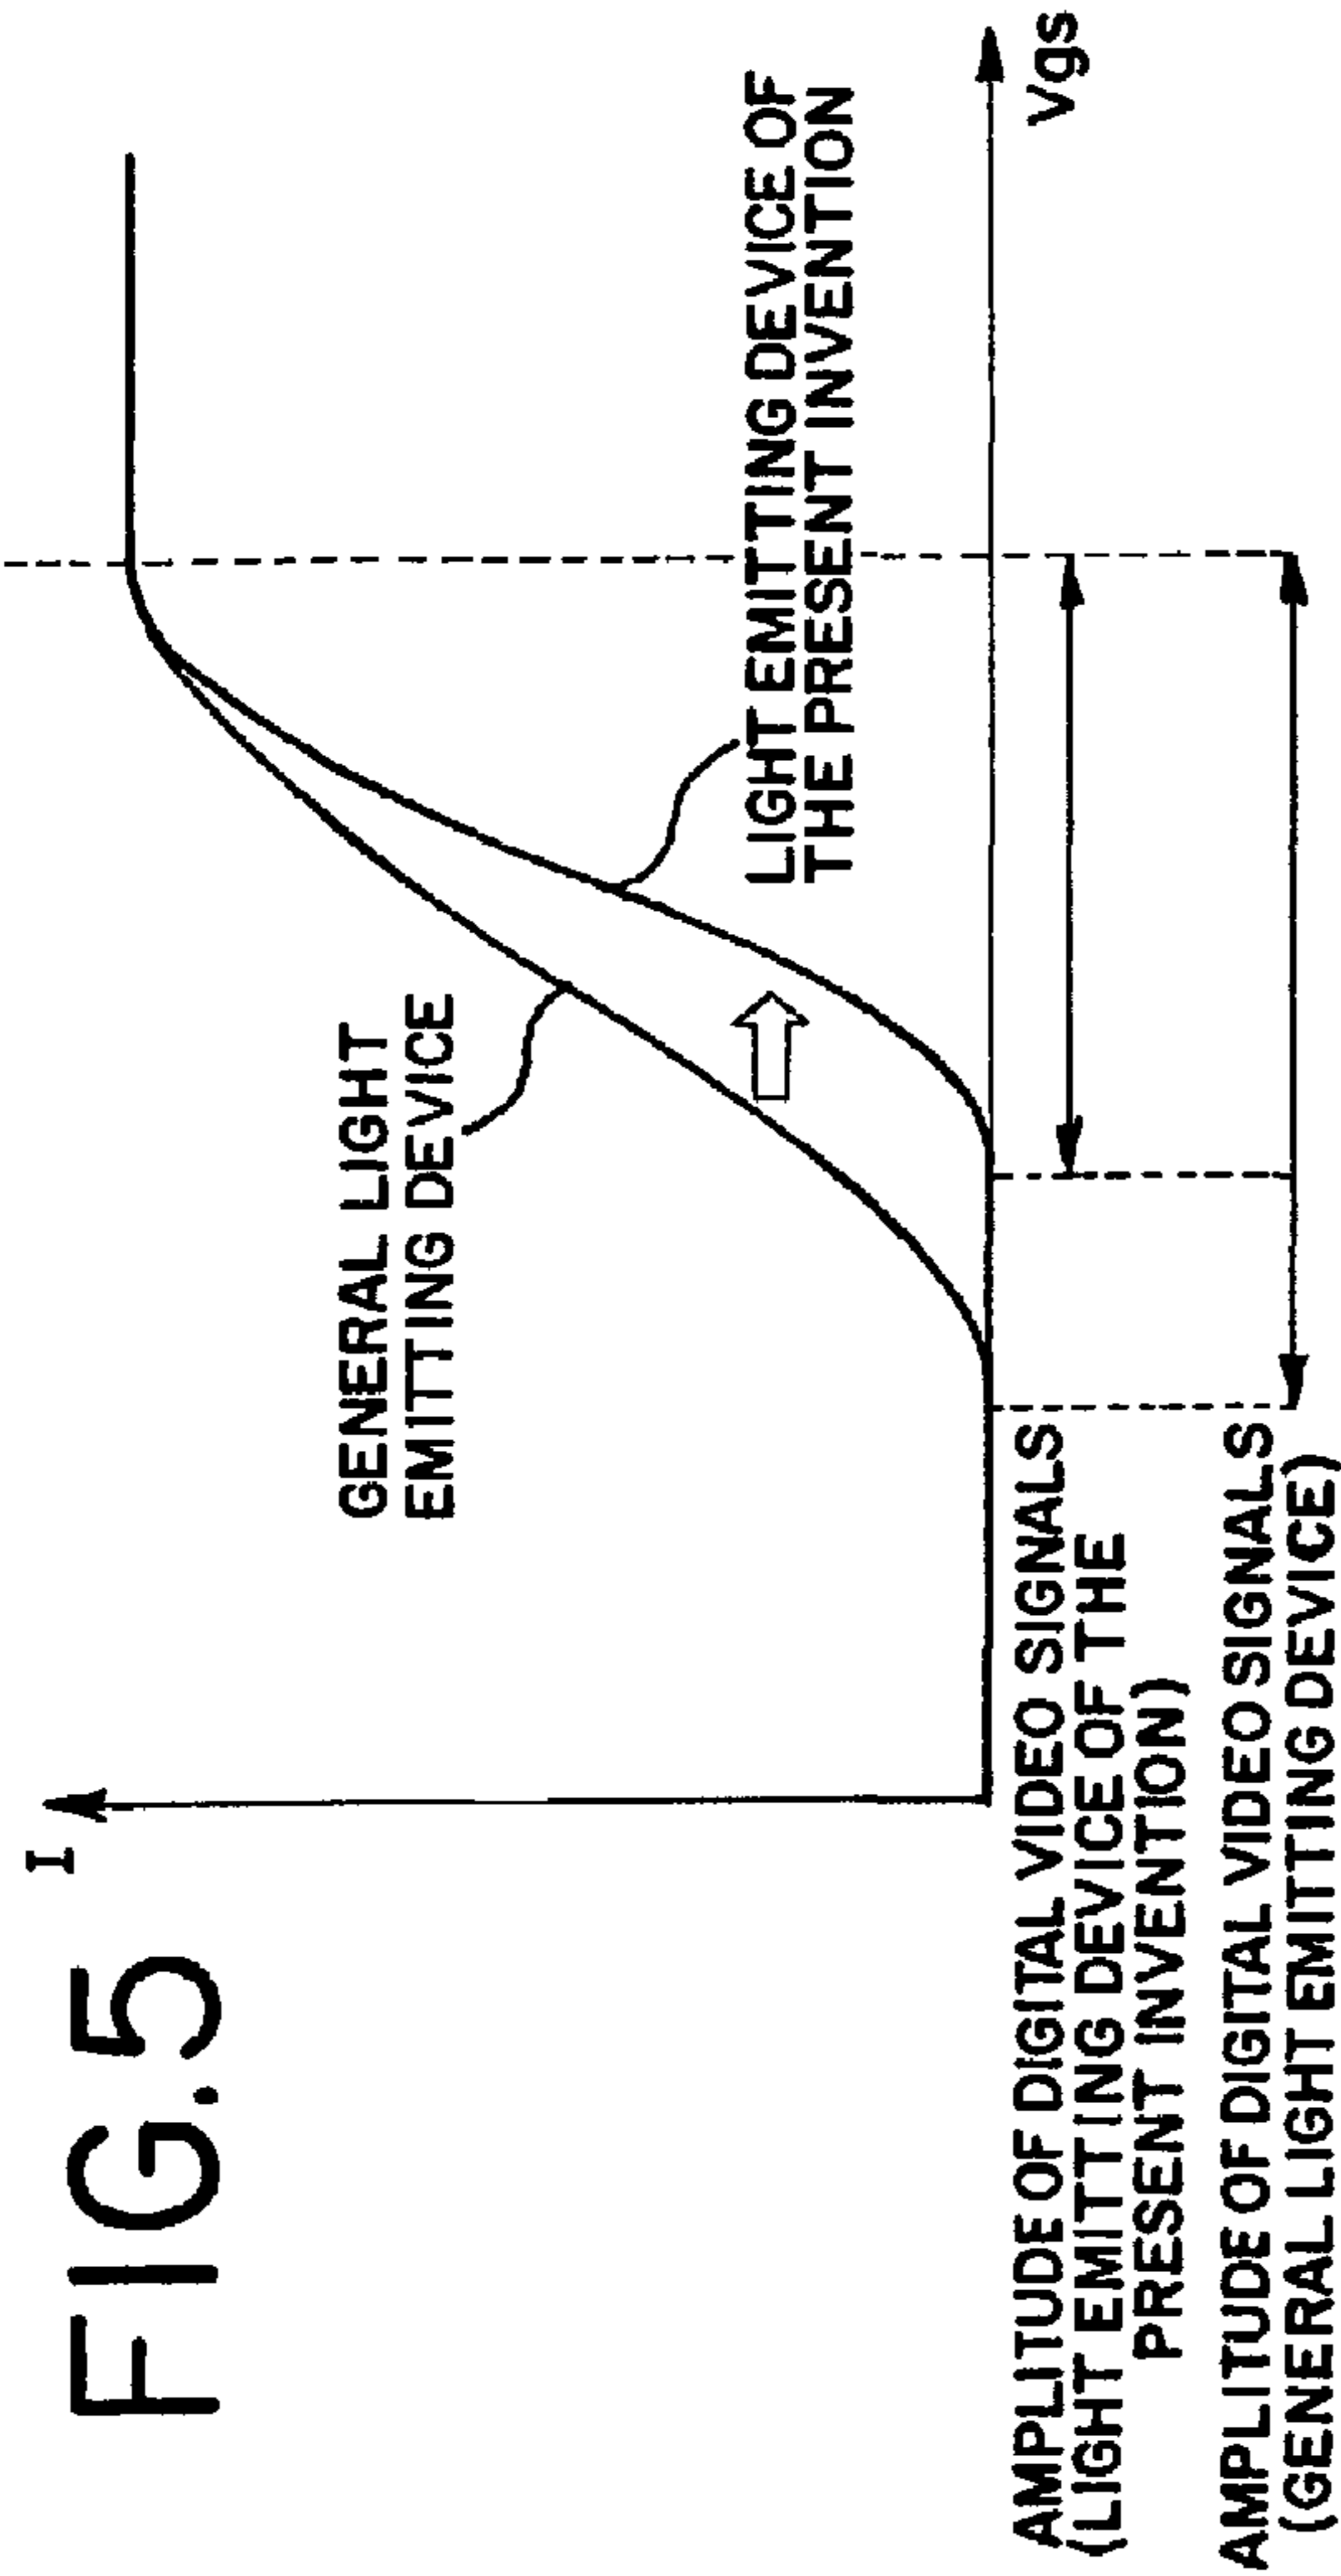 FIG.5
I
GENERAL LIGHT
EMITTING DEVICE
LIGHT EMITTING DEVICE OF
THE PRESENT INVENTION
Vgs
AMPLITUDE OF DIGITAL VIDEO SIGNALS
(LIGHT EMITTING DEVICE OF THE
PRESENT INVENTION)
AMPLITUDE OF DIGITAL VIDEO SIGNALS
(GENERAL LIGHT EMITTING DEVICE)